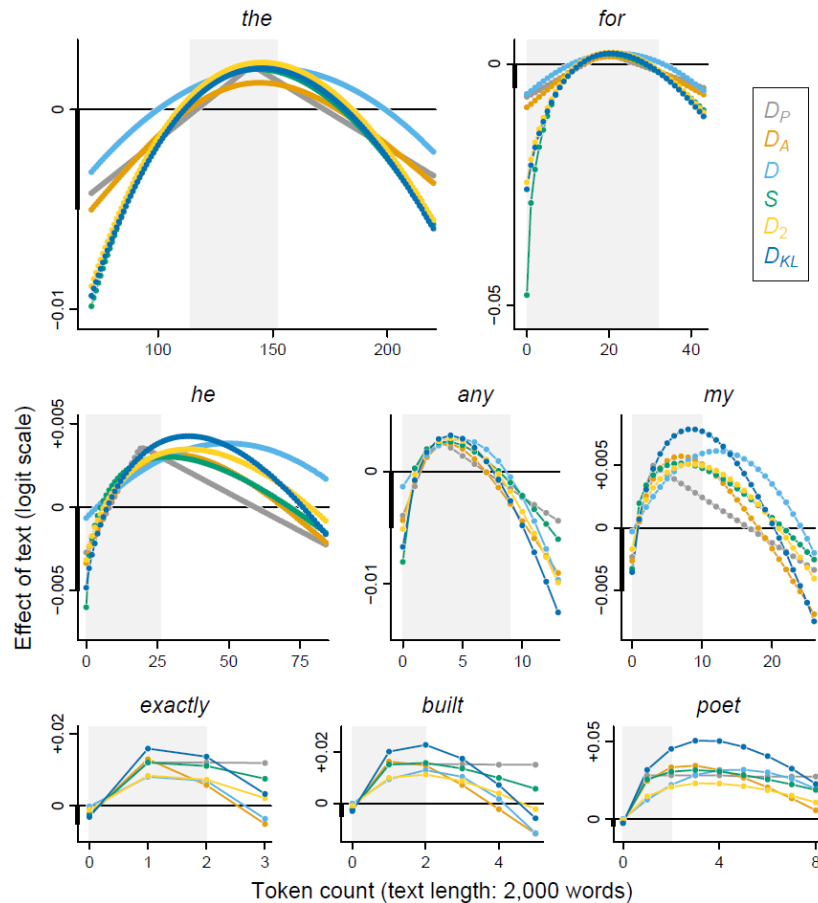 the
for
0
−0.01
100
150
200
0
−0.05
0
20
40
D_P
D_A
D
S
D_2
D_KL
Effect of text (logit scale)
he
any
my
+0.005
0
−0.005
0
25
50
75
0
−0.01
0
5
10
+0.005
0
−0.005
0
10
20
exactly
built
poet
+0.02
0
0
1
2
3
+0.02
0
0
2
4
+0.05
0
0
2
4
6
8
Token count (text length: 2,000 words)